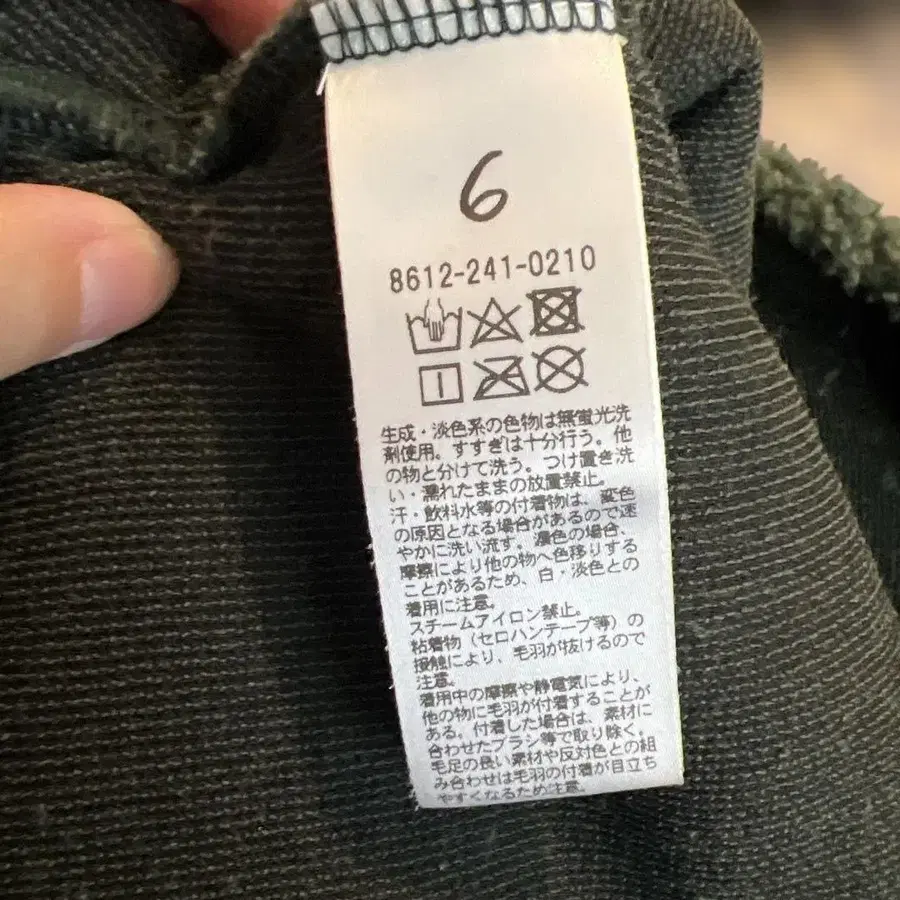 6
8612-241-0210
生成・淡色系の色物は無蛍光洗
剤使用。すすぎは十分行う。他
の物と分けて洗う。つけ置き洗
い・濡れたままの放置禁止。
汗・飲料水等の付着物は、変色
の原因となる場合があるので速
やかに洗い流す。濃色の場合、
摩擦により他の物へ色移りする
ことがあるため、白・淡色との
着用に注意。
スチームアイロン禁止。
粘着物（セロハンテープ等）の
接触により、毛羽が抜けるので
注意。
着用中の摩擦や静電気により、
他の物に毛羽が付着することが
ある。付着した場合は、素材に
合わせたブラシ等で取り除く。
毛足の長い素材や反対色との組
み合わせは毛羽の付着が目立ち
やすくなるため注意。